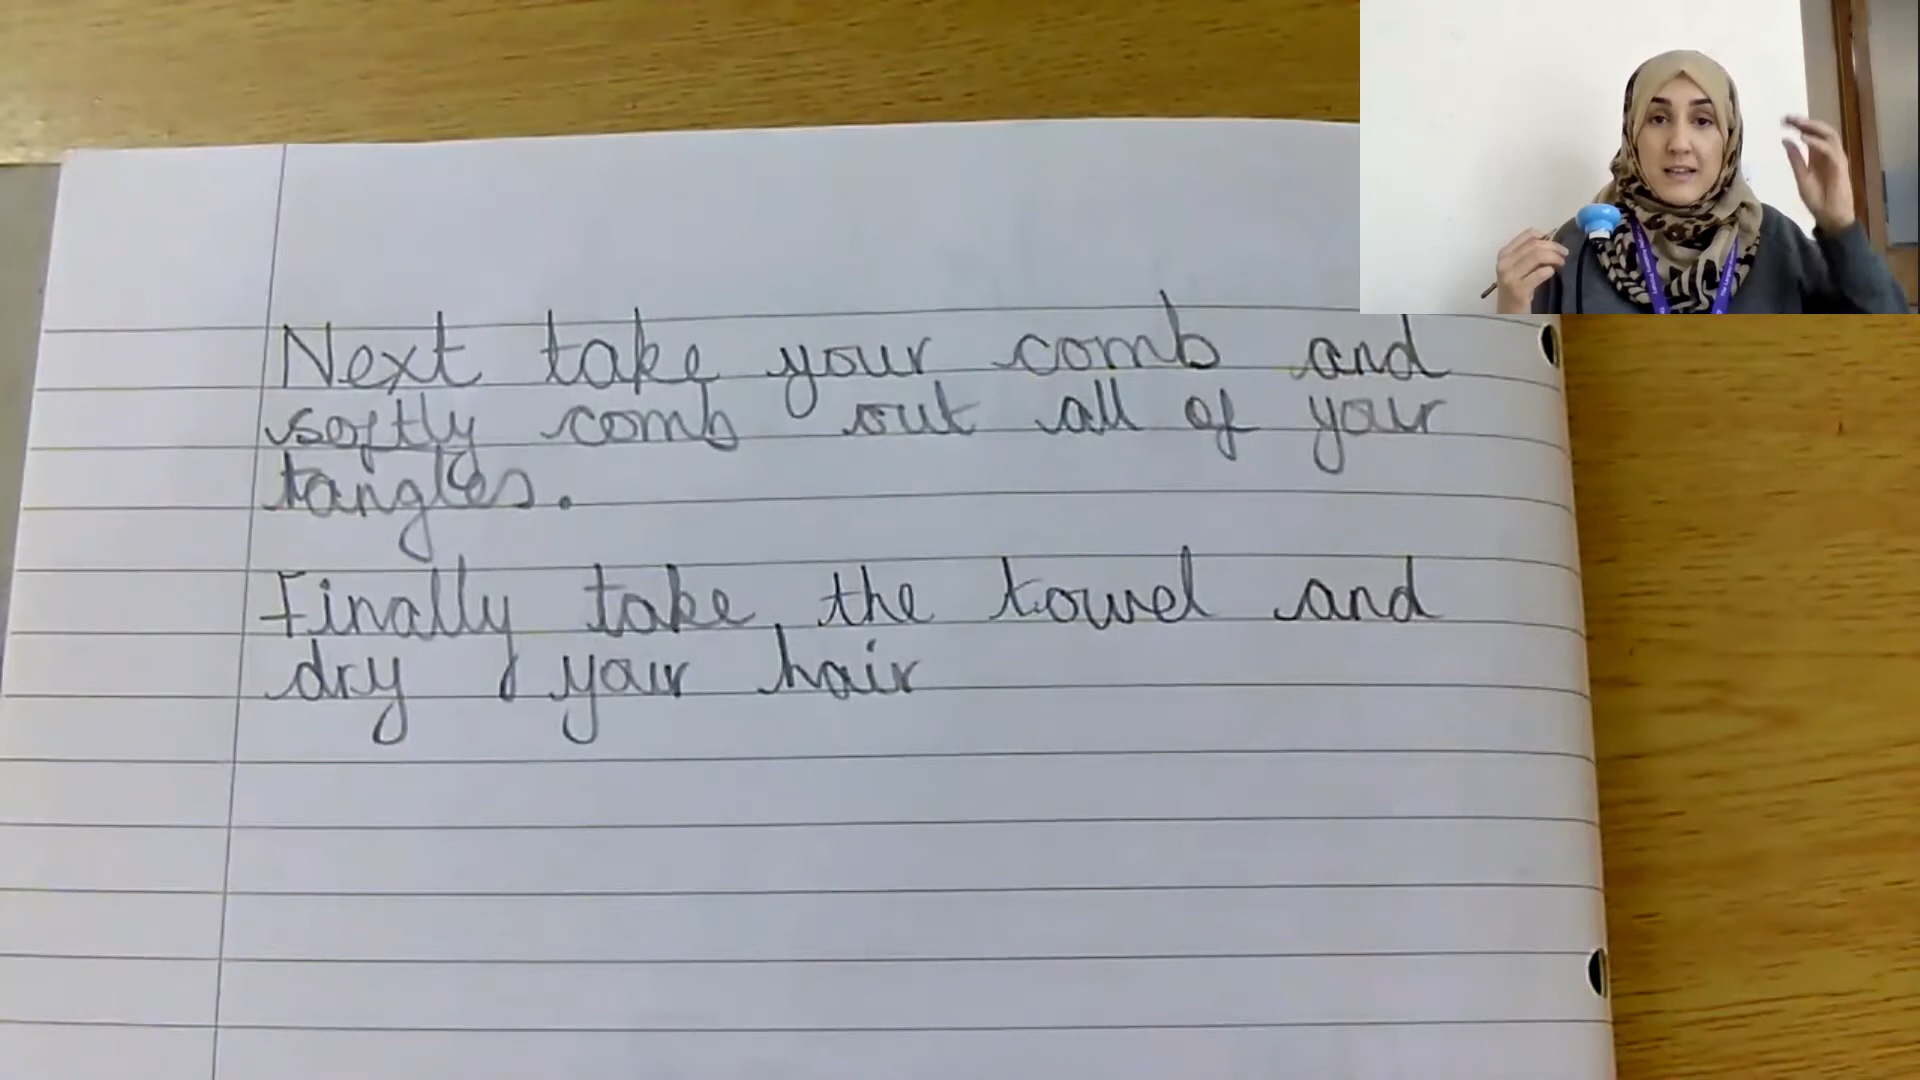 Next take your comb and
softly comb out all of your
tangles.
Finally take the towel and
dry your hair